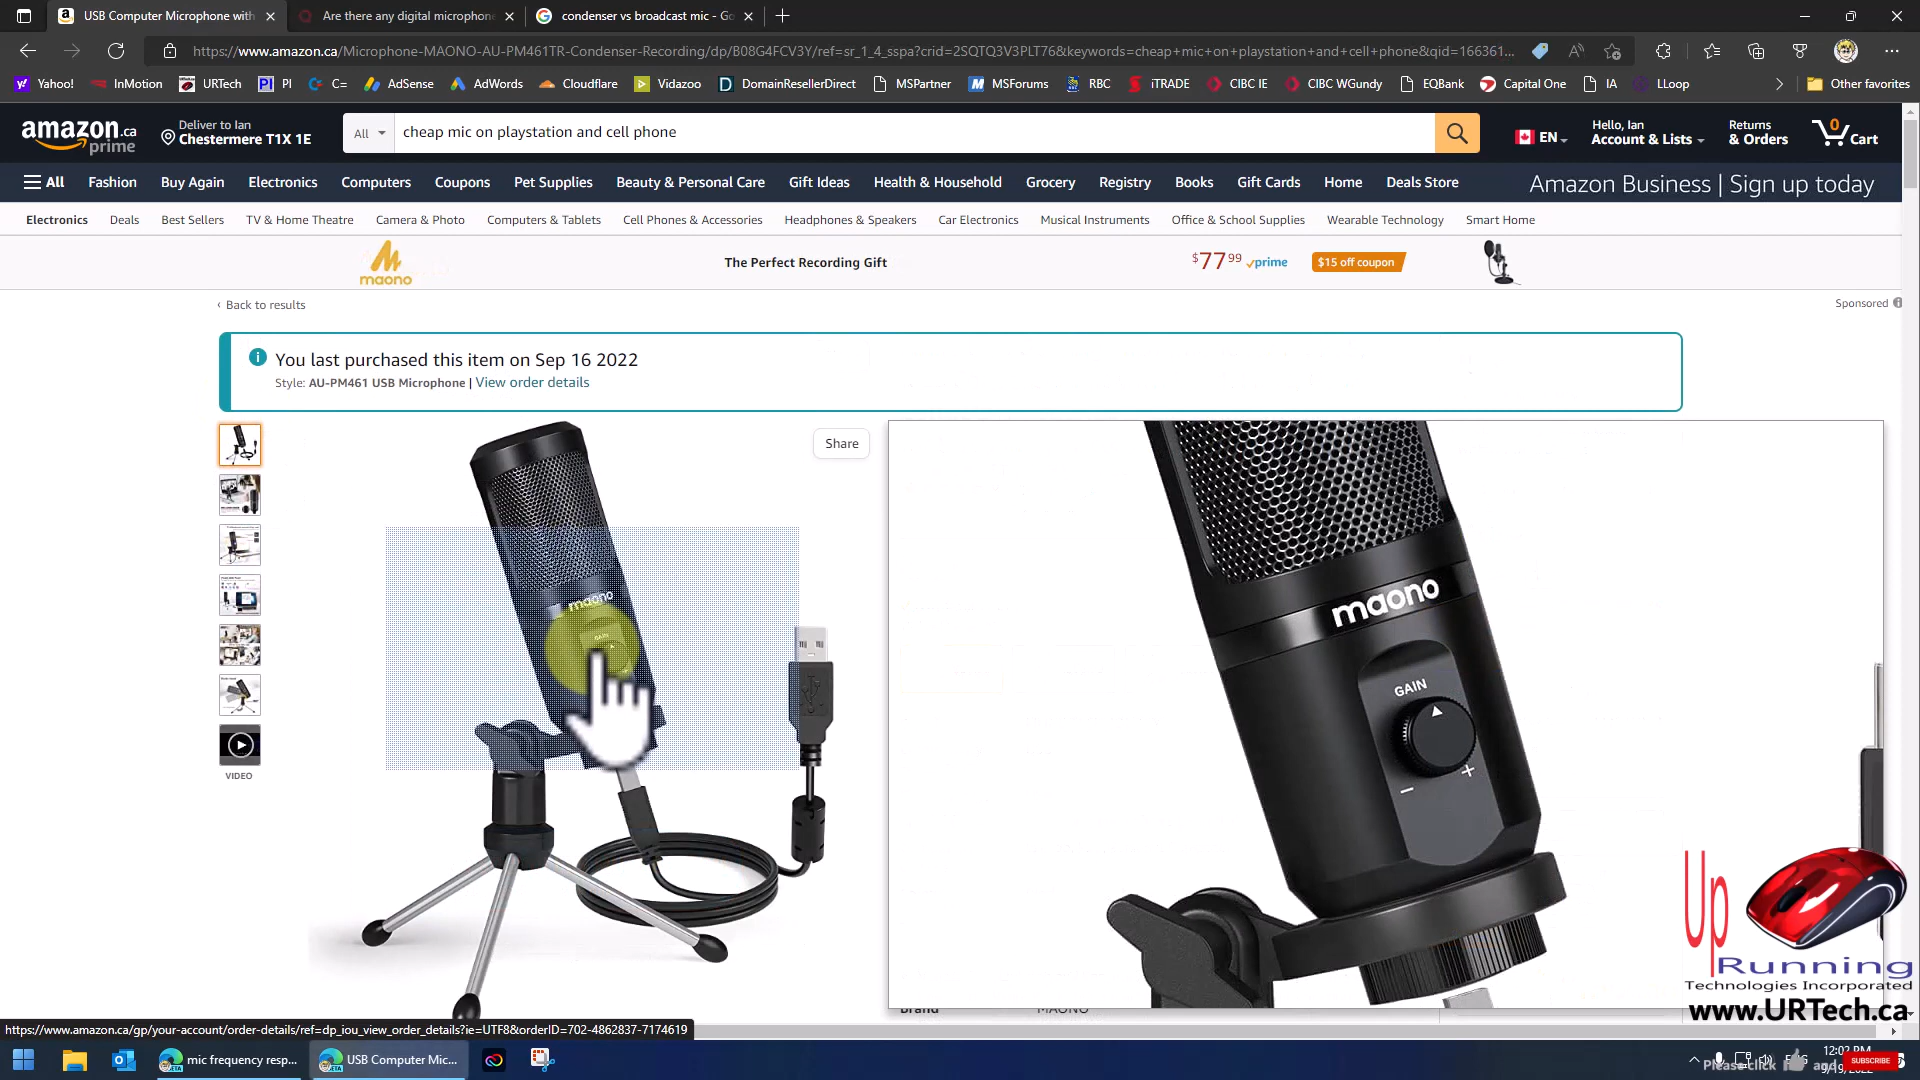 USB Computer Microphone with
Are there any digital microphone
condenser vs broadcast mic - Go
https://www.amazon.ca/Microphone-MAONO-AU-PM461TR-Condenser-Recording/dp/B08G4FCV3Y/ref=sr_1_4_sspa?crid=2SQTQ3V3PLT76&keywords=cheap+mic+on+playstation+and+cell+phone&qid=166361...
Yahoo! InMotion URTech PI C= AdSense AdWords Cloudflare Vidazoo DomainResellerDirect MSPartner MSForums RBC iTRADE CIBC IE CIBC WGundy EQBank Capital One IA LLoop Other favorites
amazon.ca prime
Deliver to Ian
Chestermere T1X 1E
All cheap mic on playstation and cell phone
EN
Hello, Ian
Account & Lists
Returns
& Orders
0 Cart
All Fashion Buy Again Electronics Computers Coupons Pet Supplies Beauty & Personal Care Gift Ideas Health & Household Grocery Registry Books Gift Cards Home Deals Store Amazon Business | Sign up today
Electronics Deals Best Sellers TV & Home Theatre Camera & Photo Computers & Tablets Cell Phones & Accessories Headphones & Speakers Car Electronics Musical Instruments Office & School Supplies Wearable Technology Smart Home
maono The Perfect Recording Gift $77.99 prime $15 off coupon
‹ Back to results
Sponsored
You last purchased this item on Sep 16 2022
Style: AU-PM461 USB Microphone | View order details
Share
maono
GAIN
maono
GAIN
+
−
VIDEO
Brand MAONO
Up
Running
Technologies Incorporated
www.URTech.ca
https://www.amazon.ca/gp/your-account/order-details/ref=dp_iou_view_order_details?ie=UTF8&orderID=702-4862837-7174619
mic frequency resp...
USB Computer Mic...
12:02 PM
Please click and SUBSCRIBE